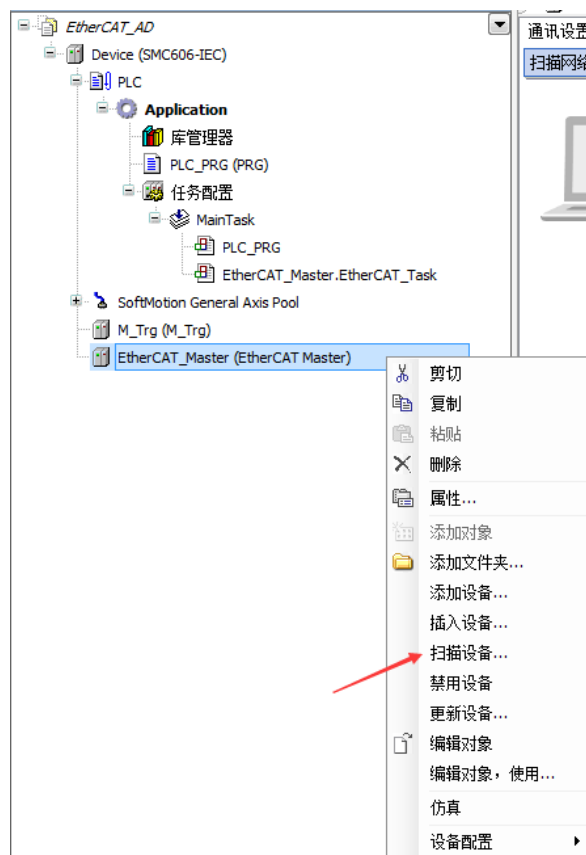 EtherCAT_AD
Device (SMC606-IEC)
PLC
Application
库管理器
PLC_PRG (PRG)
任务配置
MainTask
PLC_PRG
EtherCAT_Master.EtherCAT_Task
SoftMotion General Axis Pool
M_Trg (M_Trg)
EtherCAT_Master (EtherCAT Master)
通讯设置
扫描网络
剪切
复制
粘贴
删除
属性...
添加对象
添加文件夹...
添加设备...
插入设备...
扫描设备...
禁用设备
更新设备...
编辑对象
编辑对象，使用...
仿真
设备配置